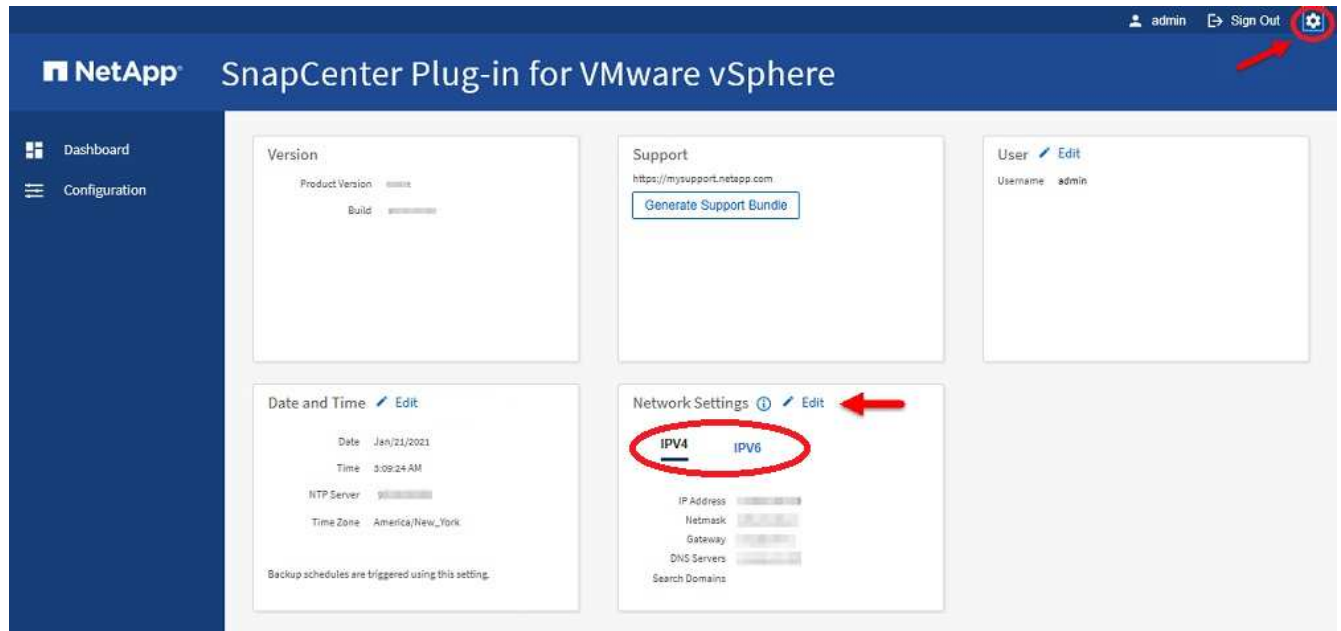 admin Sign Out
NetApp SnapCenter Plug-in for VMware vSphere
Dashboard
Configuration
Version
Product Version
Build
Support
https://mysupport.netapp.com
Generate Support Bundle
User Edit
Username admin
Date and Time Edit
Date Jan/21/2021
Time 3:09:24 AM
NTP Server
Time Zone America/New_York
Backup schedules are triggered using this setting.
Network Settings Edit
IPV4 IPV6
IP Address
Netmask
Gateway
DNS Servers
Search Domains